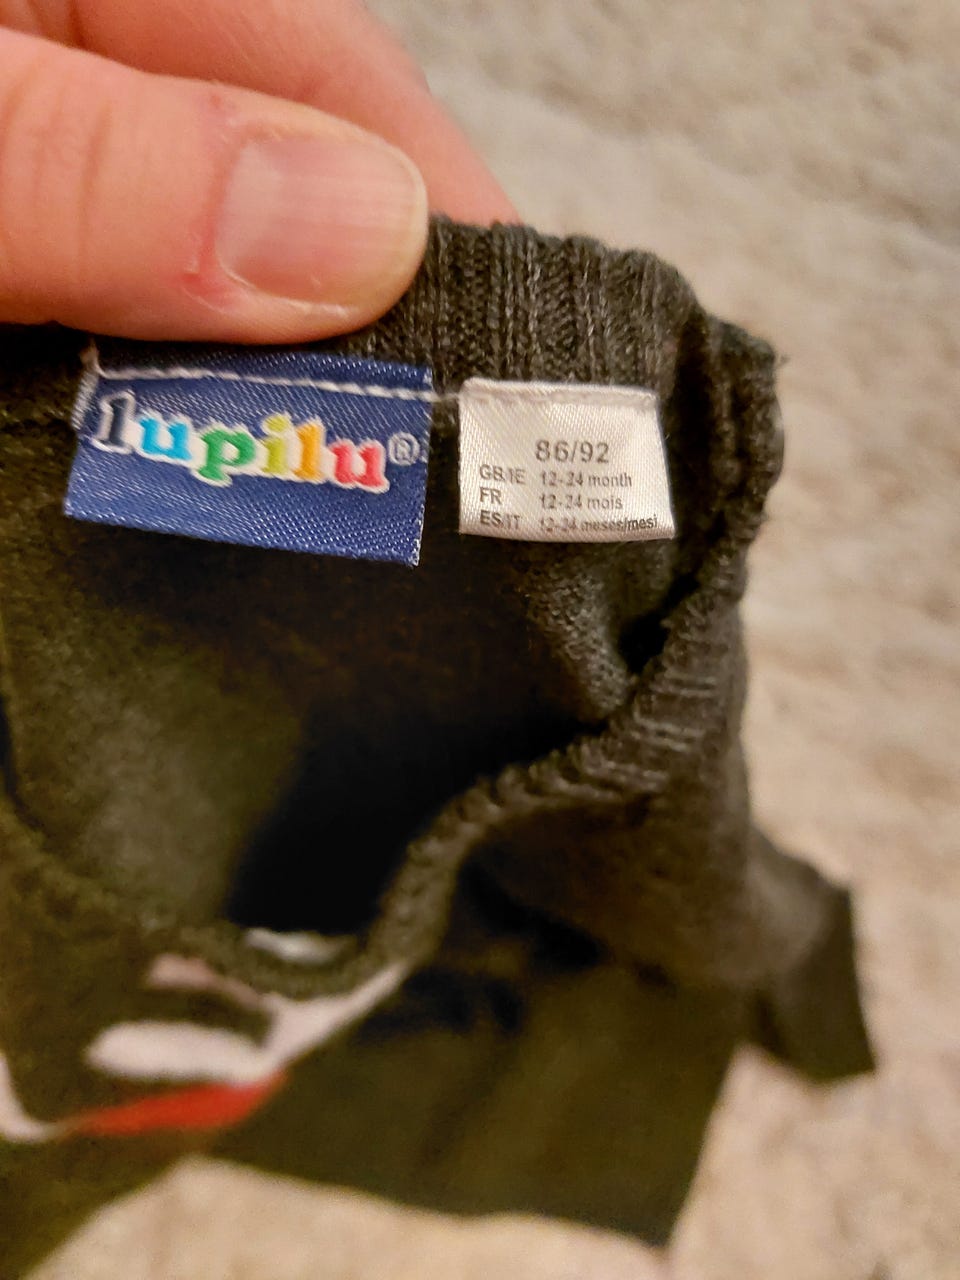 lupilu®
86/92
GB/IE 12-24 month
FR 12-24 mois
ES/IT 12-24 meses/mesi